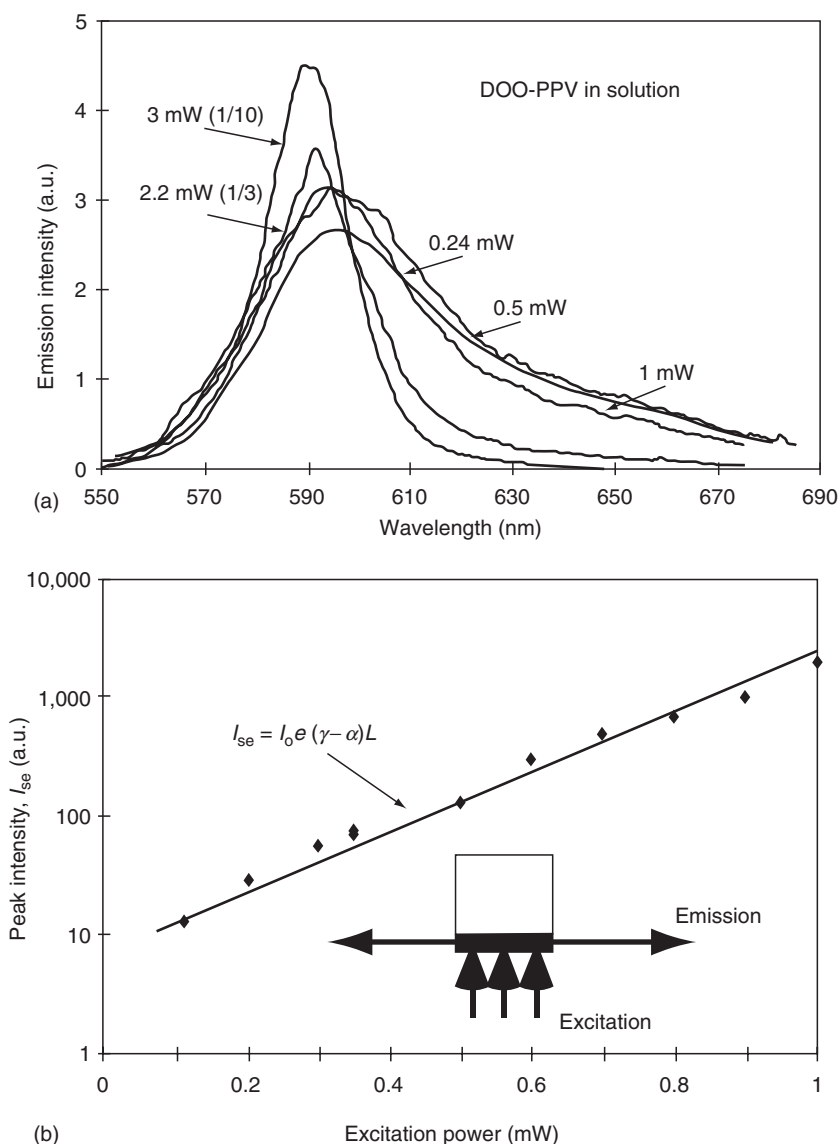 5
4
3
2
1
0
Emission intensity (a.u.)
DOO-PPV in solution
3 mW (1/10)
2.2 mW (1/3)
0.24 mW
0.5 mW
1 mW
550 570 590 610 630 650 670 690
(a)
Wavelength (nm)
10,000
1,000
100
10
1
Peak intensity, Ise (a.u.)
Ise = Ioe (γ−α)L
Emission
Excitation
0 0.2 0.4 0.6 0.8 1
(b)
Excitation power (mW)